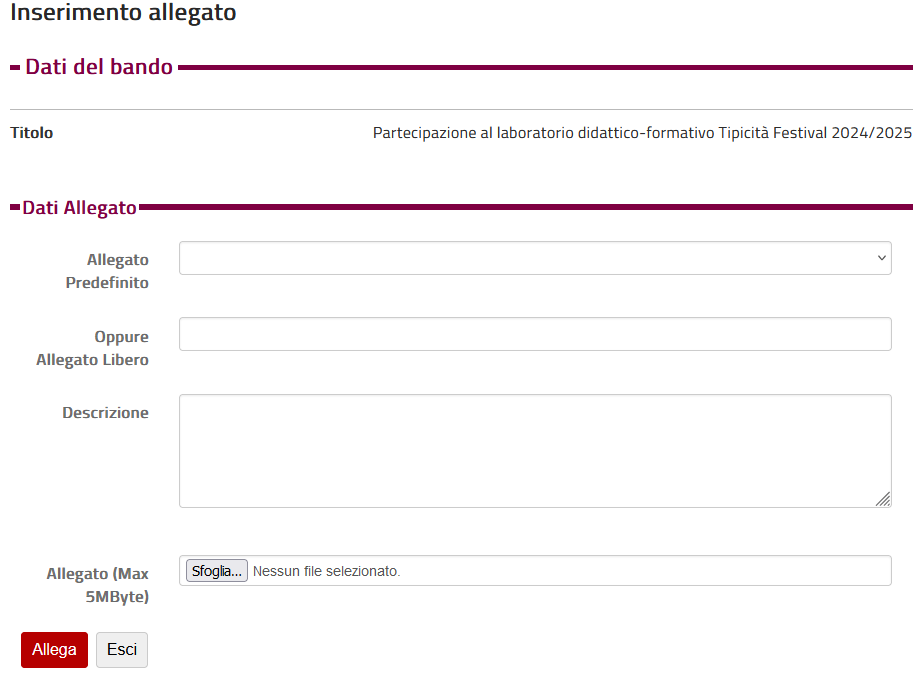 Inserimento allegato
Dati del bando
Titolo Partecipazione al laboratorio didattico-formativo Tipicità Festival 2024/2025
Dati Allegato
Allegato
Predefinito
Oppure
Allegato Libero
Descrizione
Allegato (Max
5MByte)
Sfoglia... Nessun file selezionato.
Allega Esci